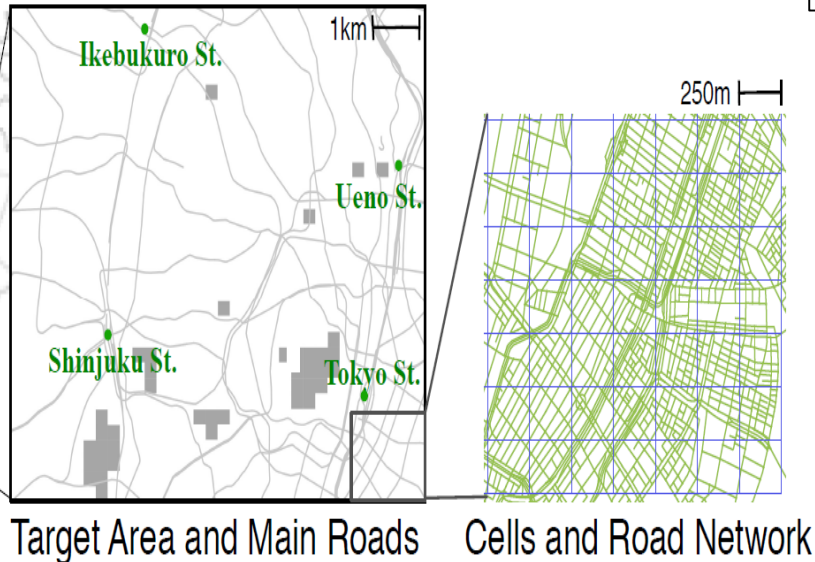 1km
Ikebukuro St.
Ueno St.
Shinjuku St.
Tokyo St.
Target Area and Main Roads
250m
Cells and Road Network